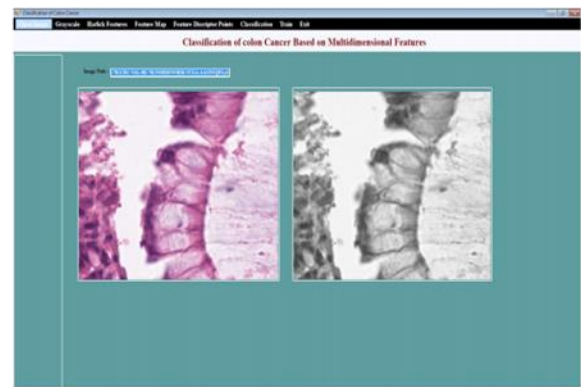 Classification of Colon Cancer
Grayscale Harlick Features Feature Map Feature Descriptor Points Classification Train Exit
Classification of colon Cancer Based on Multidimensional Features
Image Path